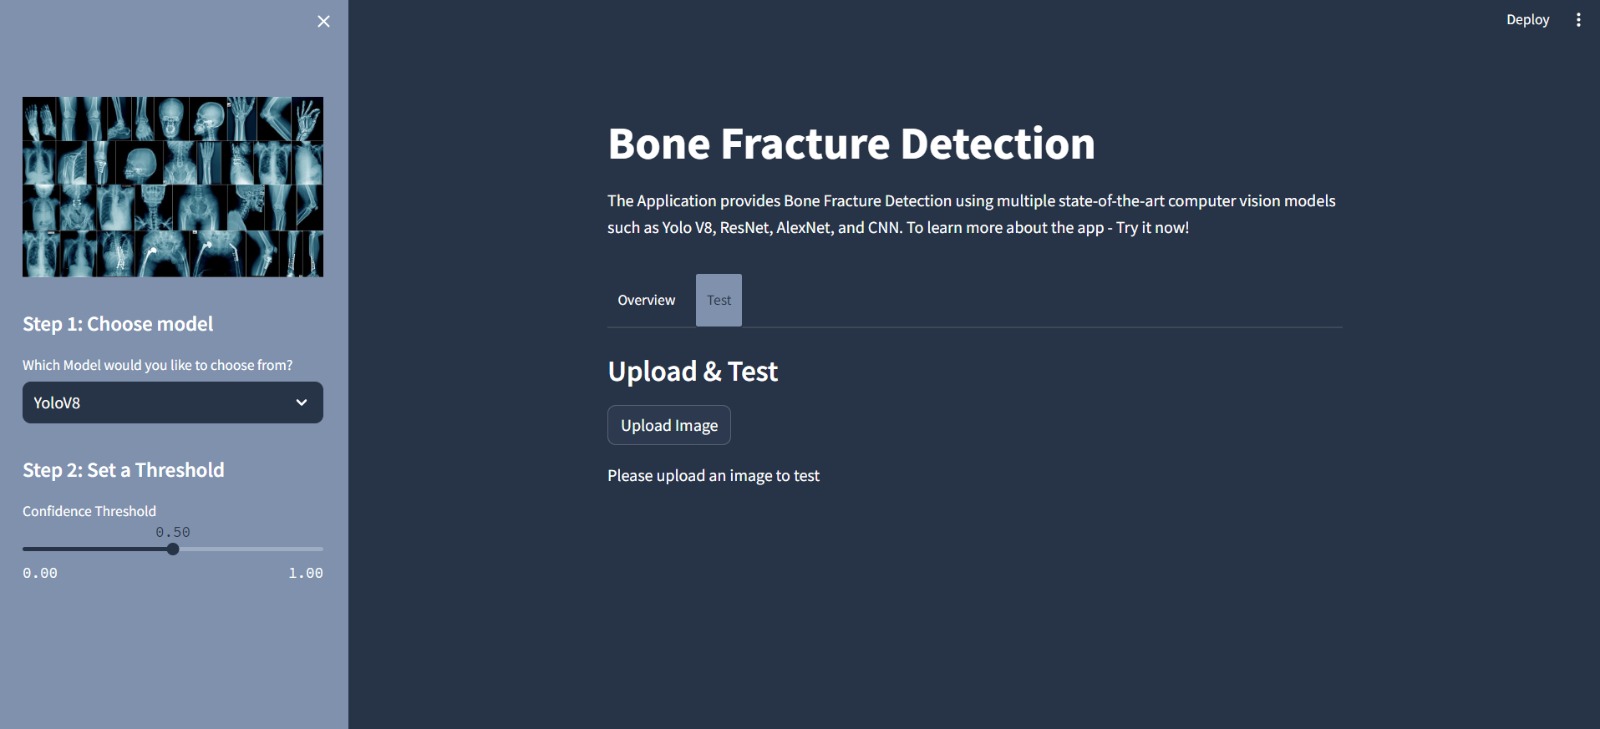 Deploy
Step 1: Choose model
Which Model would you like to choose from?
YoloV8
Step 2: Set a Threshold
Confidence Threshold
0.50
0.00 1.00
Bone Fracture Detection
The Application provides Bone Fracture Detection using multiple state-of-the-art computer vision models
such as Yolo V8, ResNet, AlexNet, and CNN. To learn more about the app - Try it now!
Overview Test
Upload & Test
Upload Image
Please upload an image to test